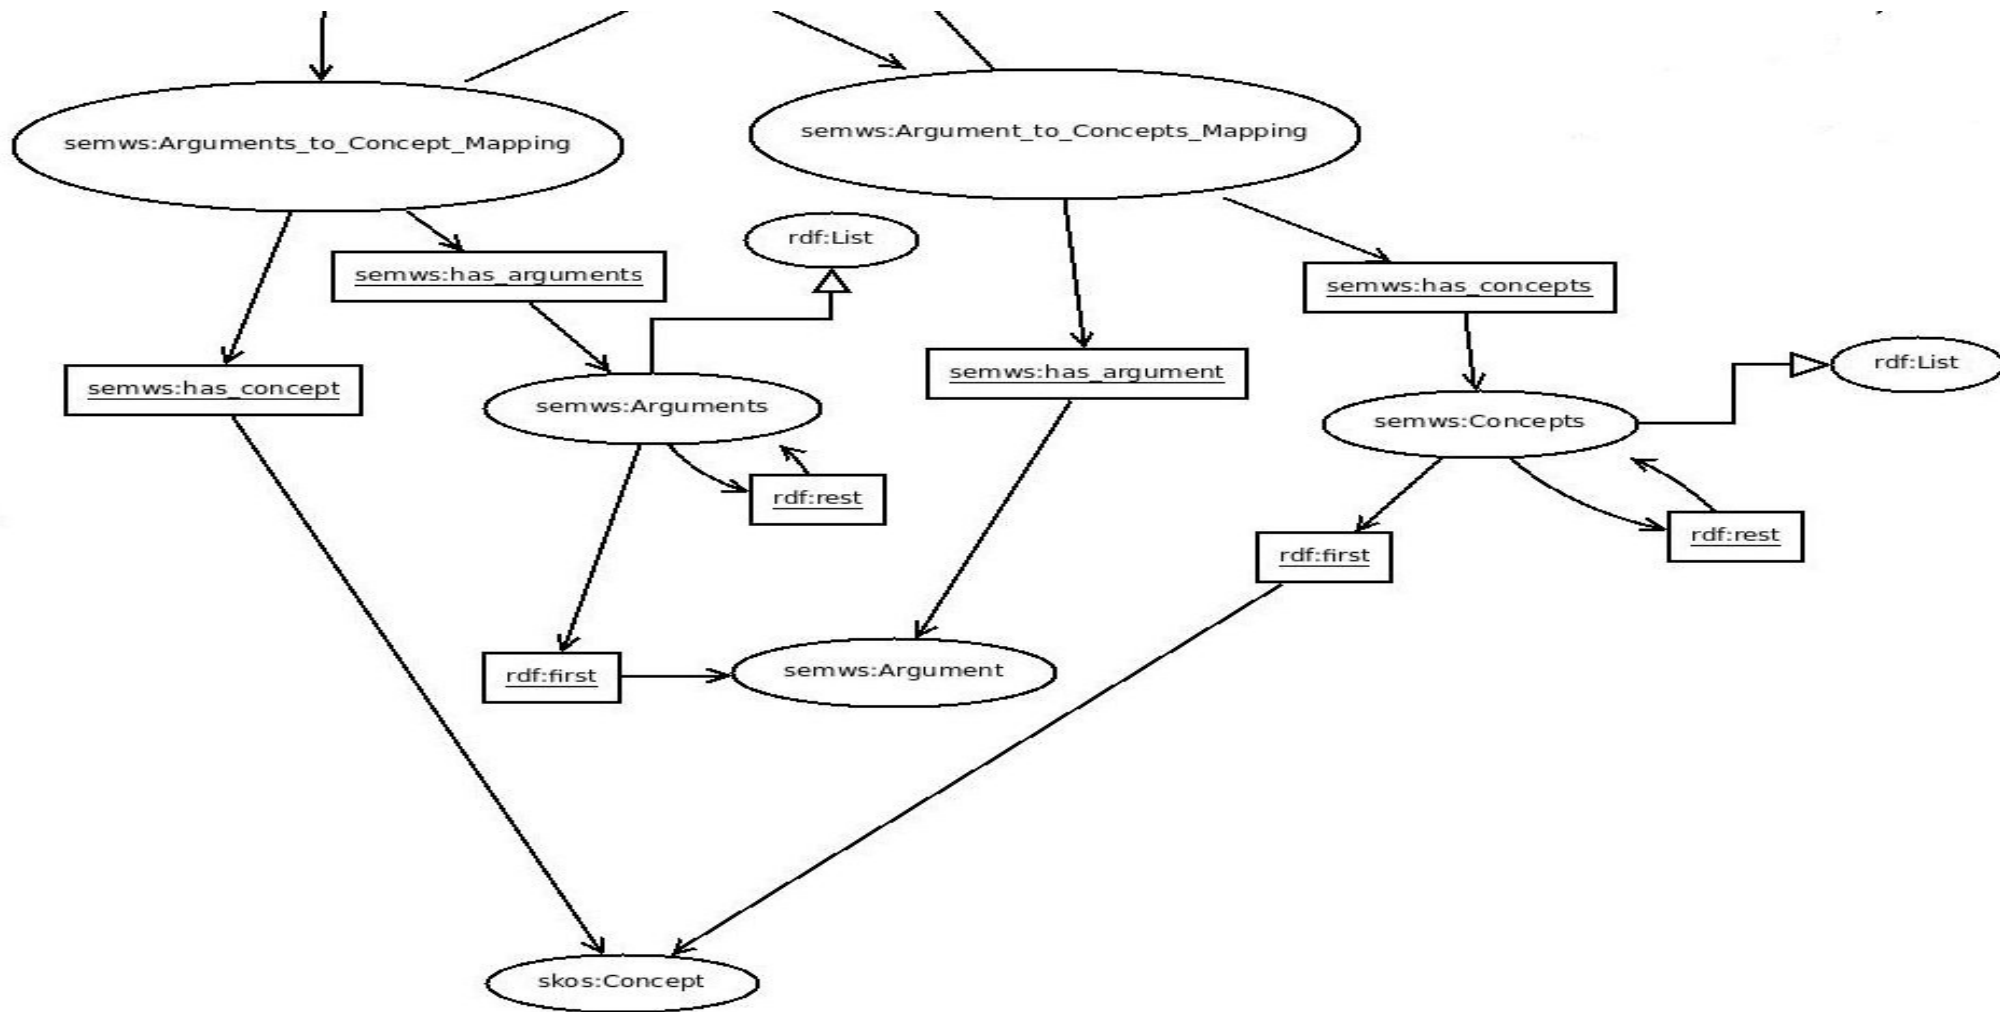 semws:Arguments_to_Concept_Mapping
semws:Argument_to_Concepts_Mapping
rdf:List
semws:has_arguments
semws:has_concepts
semws:has_concept
semws:has_argument
rdf:List
semws:Arguments
semws:Concepts
rdf:rest
rdf:rest
rdf:first
rdf:first
semws:Argument
skos:Concept